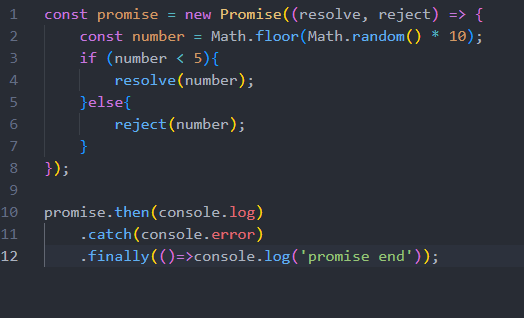 1 const promise = new Promise((resolve, reject) => {
2     const number = Math.floor(Math.random() * 10);
3     if (number < 5){
4         resolve(number);
5     }else{
6         reject(number);
7     }
8 });
9
10 promise.then(console.log)
11     .catch(console.error)
12     .finally(()=>console.log('promise end'));